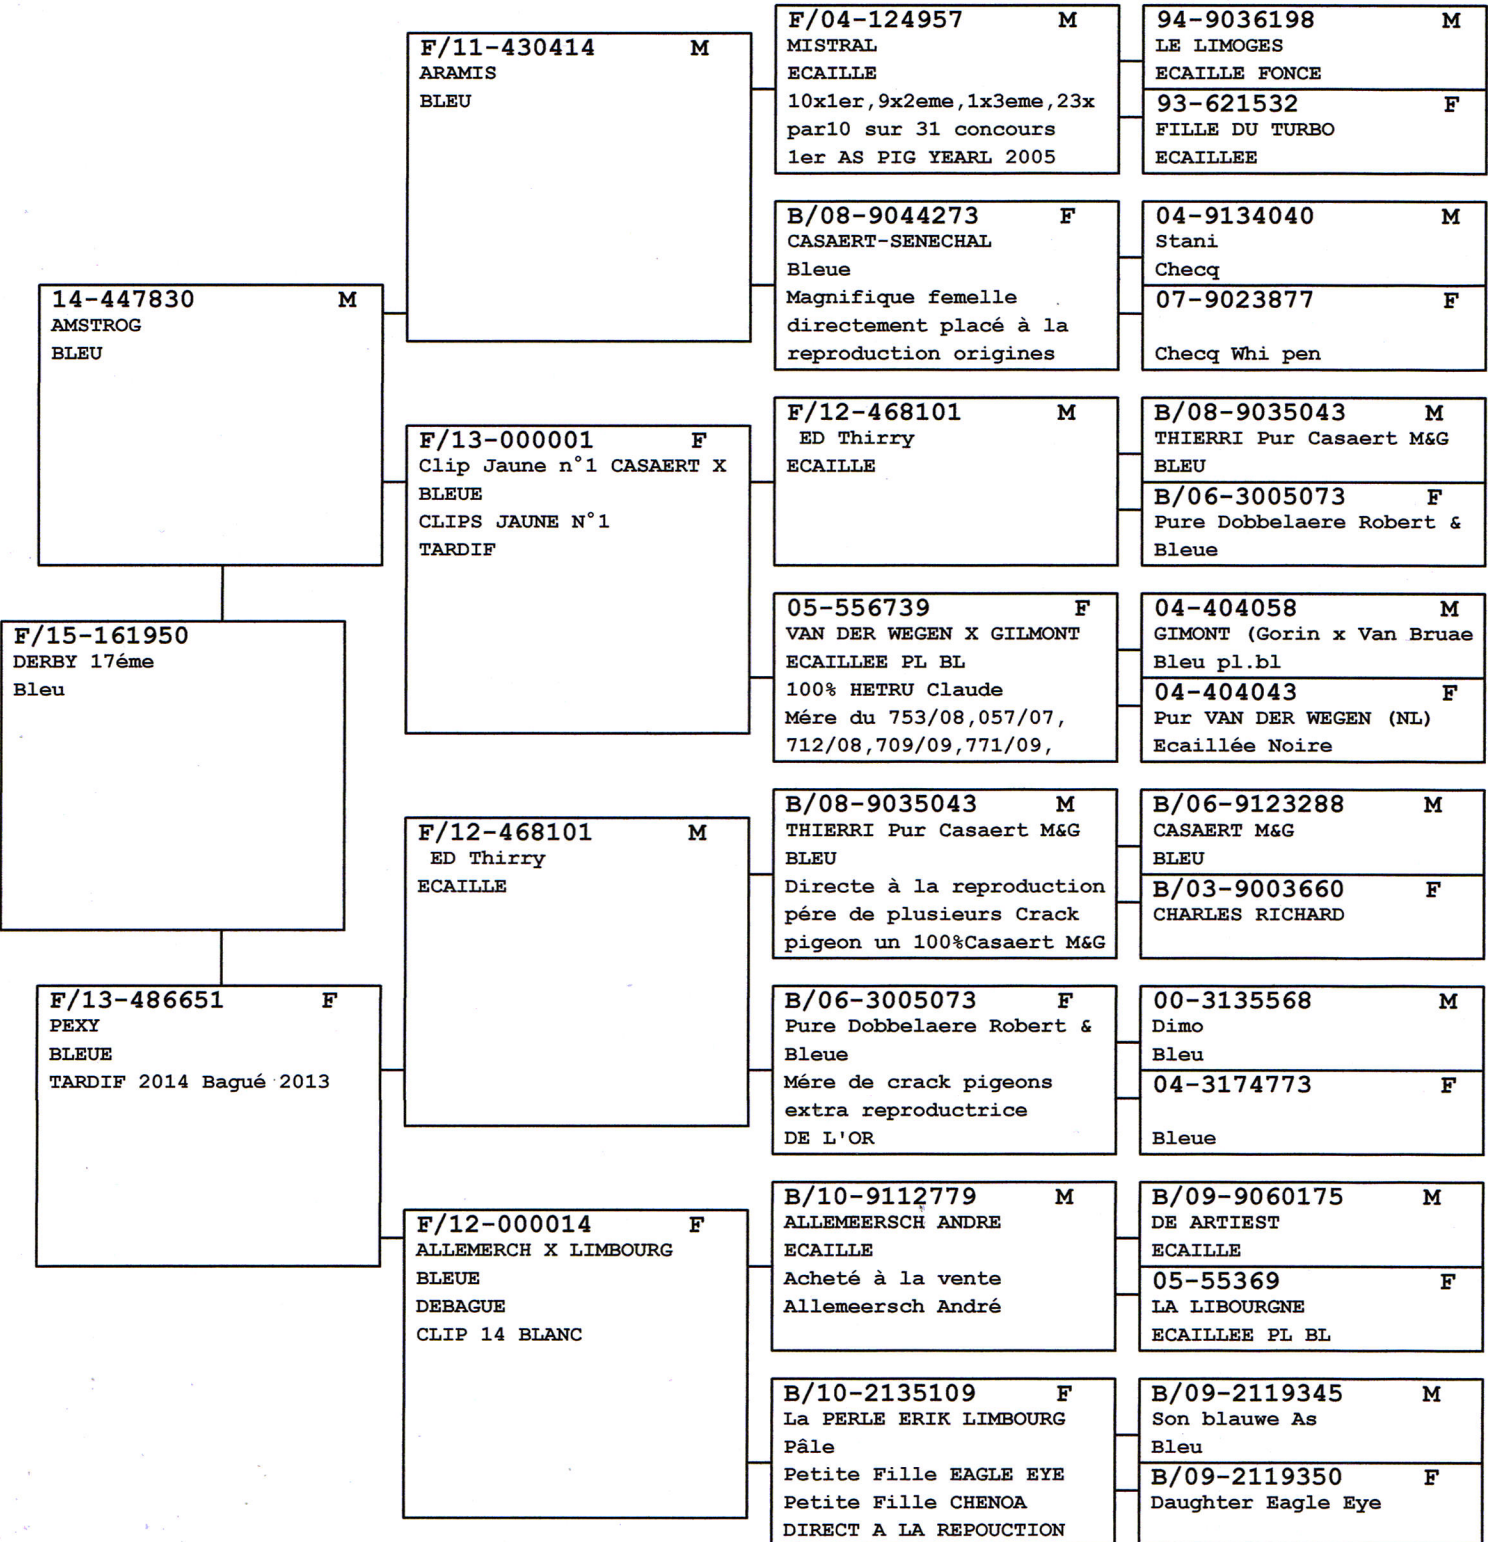 F/15-161950
DERBY 17éme
Bleu
14-447830 M
AMSTROG
BLEU
F/13-486651 F
PEXY
BLEUE
TARDIF 2014 Bagué 2013
F/11-430414 M
ARAMIS
BLEU
F/13-000001 F
Clip Jaune n°1 CASAERT X
BLEUE
CLIPS JAUNE N°1
TARDIF
F/12-468101 M
ED Thirry
ECAILLE
F/12-000014 F
ALLEMERCH X LIMBOURG
BLEUE
DEBAGUE
CLIP 14 BLANC
F/04-124957 M
MISTRAL
ECAILLE
10x1er,9x2eme,1x3eme,23x
par10 sur 31 concours
1er AS PIG YEARL 2005
B/08-9044273 F
CASAERT-SENECHAL
Bleue
Magnifique femelle
directement placé à la
reproduction origines
F/12-468101 M
ED Thirry
ECAILLE
05-556739 F
VAN DER WEGEN X GILMONT
ECAILLEE PL BL
100% HETRU Claude
Mére du 753/08,057/07,
712/08,709/09,771/09,
B/08-9035043 M
THIERRI Pur Casaert M&G
BLEU
Directe à la reproduction
pére de plusieurs Crack
pigeon un 100%Casaert M&G
B/06-3005073 F
Pure Dobbelaere Robert &
Bleue
Mére de crack pigeons
extra reproductrice
DE L'OR
B/10-9112779 M
ALLEMEERSCH ANDRE
ECAILLE
Acheté à la vente
Allemeersch André
B/10-2135109 F
La PERLE ERIK LIMBOURG
Pâle
Petite Fille EAGLE EYE
Petite Fille CHENOA
DIRECT A LA REPOUCTION
94-9036198 M
LE LIMOGES
ECAILLE FONCE
93-621532 F
FILLE DU TURBO
ECAILLEE
04-9134040 M
Stani
Checq
07-9023877 F
Checq Whi pen
B/08-9035043 M
THIERRI Pur Casaert M&G
BLEU
B/06-3005073 F
Pure Dobbelaere Robert &
Bleue
04-404058 M
GIMONT (Gorin x Van Bruae
Bleu pl.bl
04-404043 F
Pur VAN DER WEGEN (NL)
Ecaillée Noire
B/06-9123288 M
CASAERT M&G
BLEU
B/03-9003660 F
CHARLES RICHARD
00-3135568 M
Dimo
Bleu
04-3174773 F
Bleue
B/09-9060175 M
DE ARTIEST
ECAILLE
05-55369 F
LA LIBOURGNE
ECAILLEE PL BL
B/09-2119345 M
Son blauwe As
Bleu
B/09-2119350 F
Daughter Eagle Eye